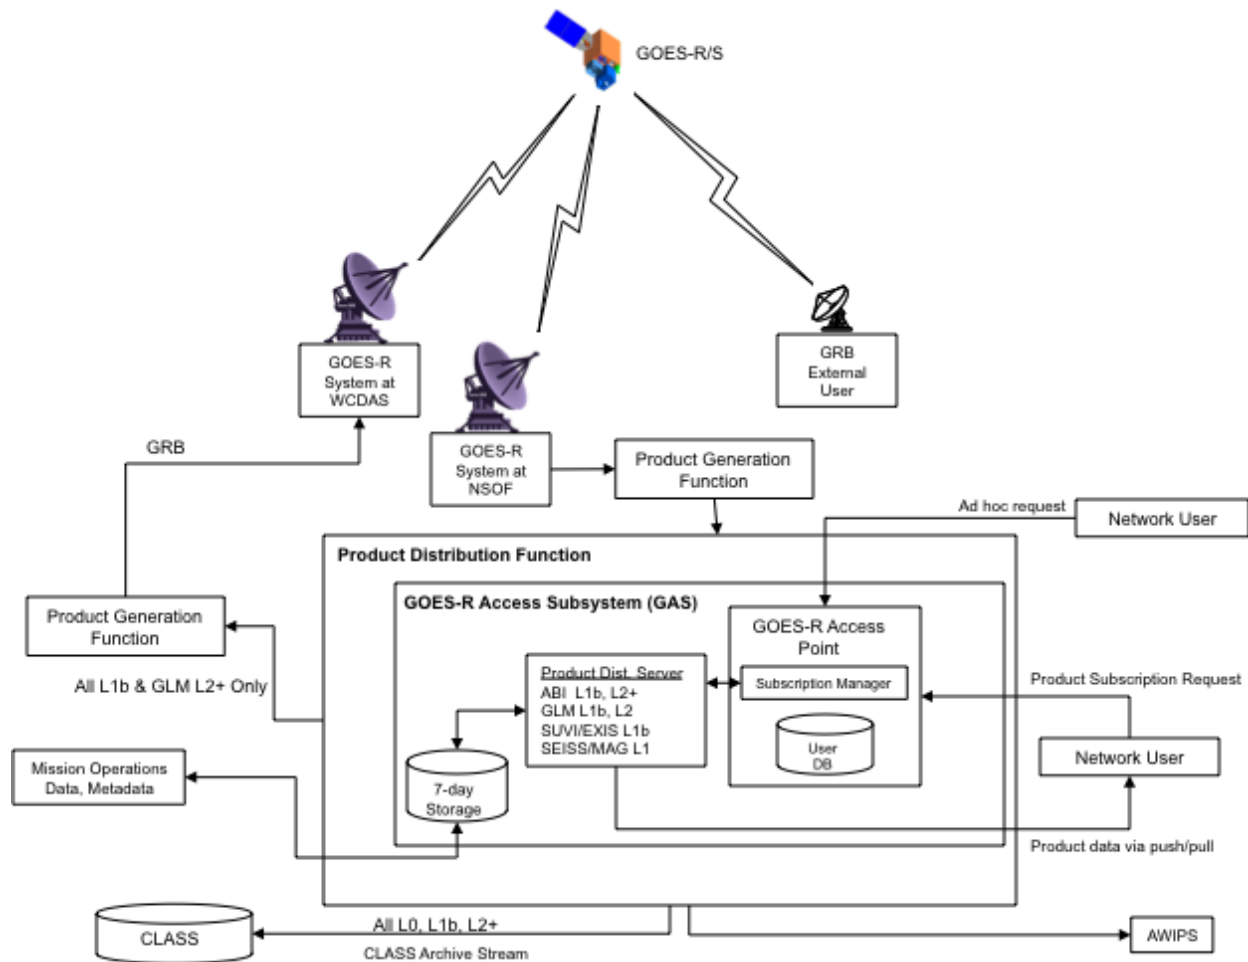 GOES-R/S
GOES-R
System at
WCDAS
GRB
External
User
GRB
GOES-R
System at
NSOF
Product Generation
Function
Ad hoc request
Network User
Product Distribution Function
GOES-R Access Subsystem (GAS)
Product Generation
Function
GOES-R Access
Point
Product Dist. Server
ABI L1b, L2+
GLM L1b, L2
SUVI/EXIS L1b
SEISS/MAG L1
Subscription Manager
Product Subscription Request
All L1b & GLM L2+ Only
User
DB
Network User
Mission Operations
Data, Metadata
7-day
Storage
Product data via push/pull
All L0, L1b, L2+
CLASS
CLASS Archive Stream
AWIPS